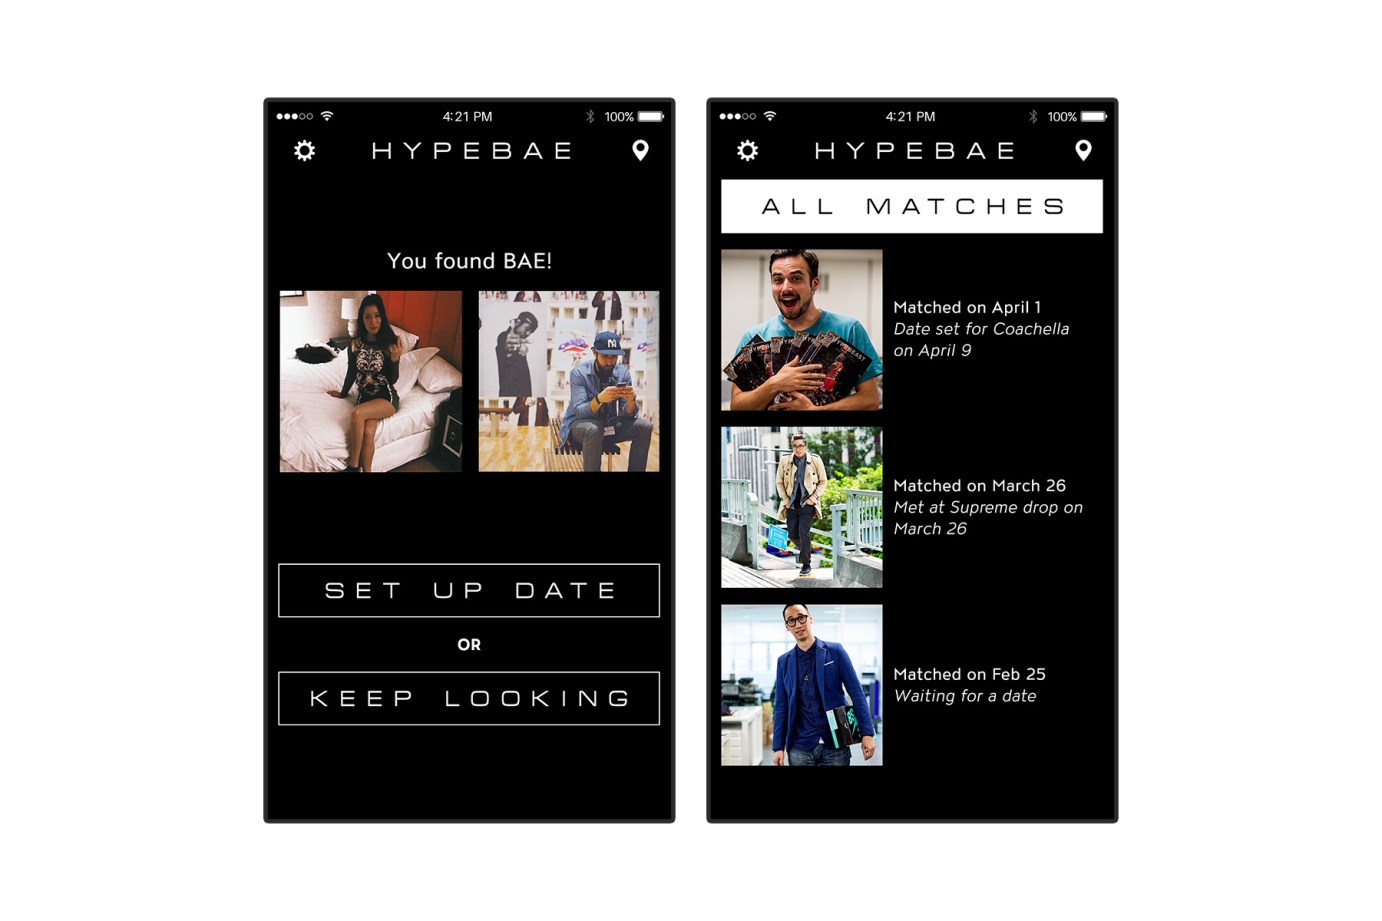 4:21 PM
100%
HYPEBAE
You found BAE!
SET UP DATE
OR
KEEP LOOKING
4:21 PM
100%
HYPEBAE
ALL MATCHES
HYPEBEAST
Matched on April 1
Date set for Coachella
on April 9
Matched on March 26
Met at Supreme drop on
March 26
Matched on Feb 25
Waiting for a date